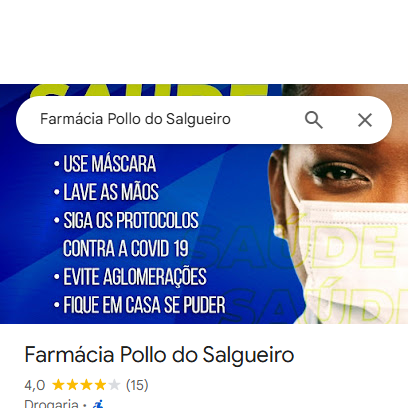 SAÚDE
Farmácia Pollo do Salgueiro
• USE MÁSCARA
• LAVE AS MÃOS
• SIGA OS PROTOCOLOS
CONTRA A COVID 19
• EVITE AGLOMERAÇÕES
• FIQUE EM CASA SE PUDER
SAÚDE
SAÚDE
Farmácia Pollo do Salgueiro
4,0 (15)
Drogaria •